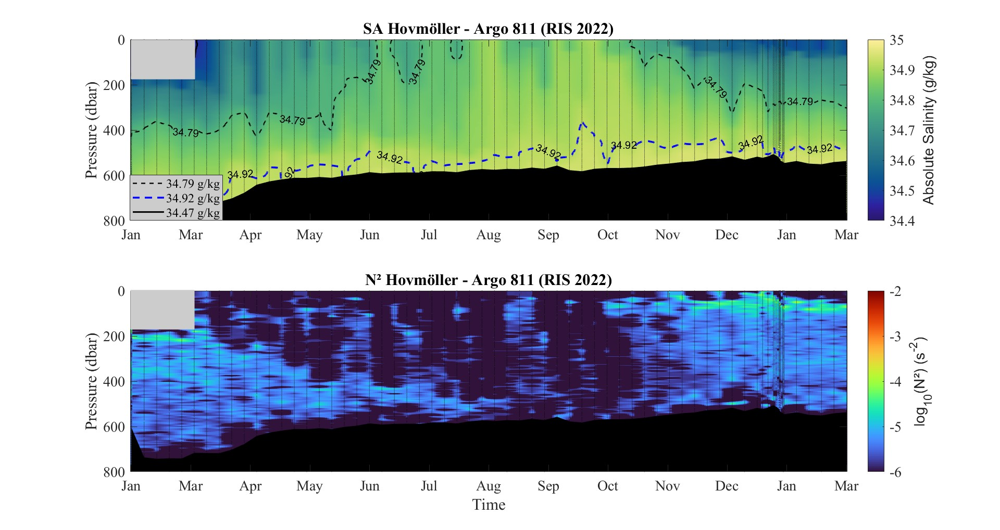 SA Hovmöller - Argo 811 (RIS 2022)
0
200
400
600
800
Pressure (dbar)
34.79
34.79
34.79
34.79
34.79
34.79
34.92
92
34.92
34.92
34.92
34.92
34.92
34.79 g/kg
34.92 g/kg
34.47 g/kg
Jan Mar Apr May Jun Jul Aug Sep Oct Nov Dec Jan Mar
35
34.9
34.8
34.7
34.6
34.5
34.4
Absolute Salinity (g/kg)
N² Hovmöller - Argo 811 (RIS 2022)
0
200
400
600
800
Pressure (dbar)
Jan Mar Apr May Jun Jul Aug Sep Oct Nov Dec Jan Mar
Time
-2
-3
-4
-5
-6
log₁₀(N²) (s⁻²)